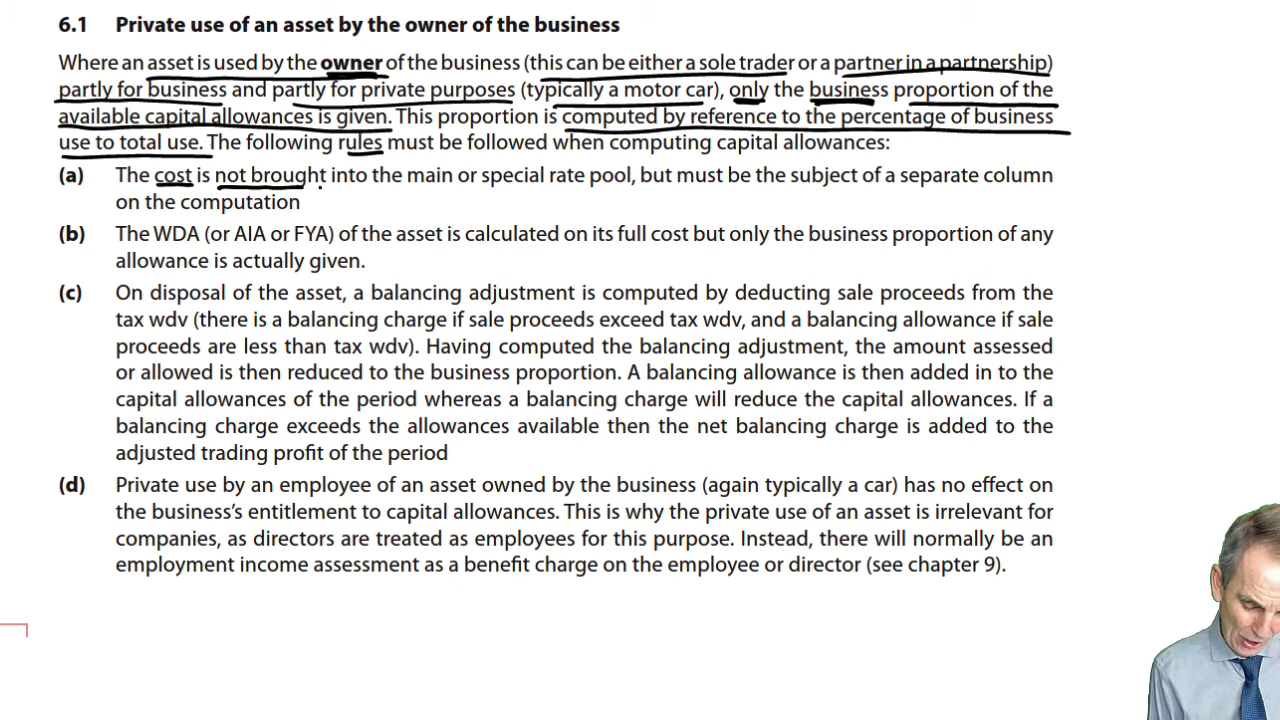 6.1 Private use of an asset by the owner of the business
Where an asset is used by the owner of the business (this can be either a sole trader or a partner in a partnership)
partly for business and partly for private purposes (typically a motor car), only the business proportion of the
available capital allowances is given. This proportion is computed by reference to the percentage of business
use to total use. The following rules must be followed when computing capital allowances:
(a) The cost is not brought into the main or special rate pool, but must be the subject of a separate column
on the computation
(b) The WDA (or AIA or FYA) of the asset is calculated on its full cost but only the business proportion of any
allowance is actually given.
(c) On disposal of the asset, a balancing adjustment is computed by deducting sale proceeds from the
tax wdv (there is a balancing charge if sale proceeds exceed tax wdv, and a balancing allowance if sale
proceeds are less than tax wdv). Having computed the balancing adjustment, the amount assessed
or allowed is then reduced to the business proportion. A balancing allowance is then added in to the
capital allowances of the period whereas a balancing charge will reduce the capital allowances. If a
balancing charge exceeds the allowances available then the net balancing charge is added to the
adjusted trading profit of the period
(d) Private use by an employee of an asset owned by the business (again typically a car) has no effect on
the business's entitlement to capital allowances. This is why the private use of an asset is irrelevant for
companies, as directors are treated as employees for this purpose. Instead, there will normally be an
employment income assessment as a benefit charge on the employee or director (see chapter 9).